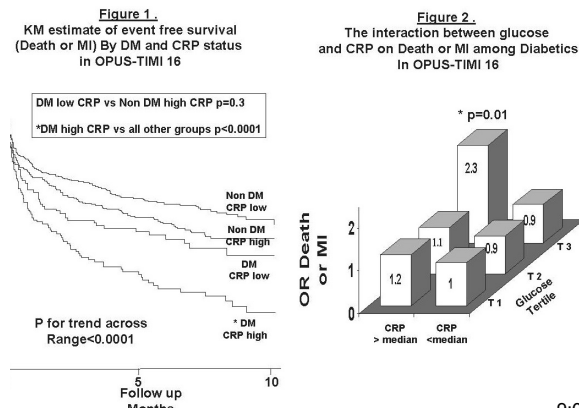 Figure 1 .
KM estimate of event free survival
(Death or MI) By DM and CRP status
in OPUS-TIMI 16
DM low CRP vs Non DM high CRP p=0.3
*DM high CRP vs all other groups p<0.0001
Non DM
CRP low
Non DM
CRP high
DM
CRP low
* DM
CRP high
P for trend across
Range<0.0001
5
10
Follow up
Months
Figure 2 .
The interaction between glucose
and CRP on Death or MI among Diabetics
In OPUS-TIMI 16
* p=0.01
OR Death
or MI
2
1
0
2.3
1.1
0.9
0.9
1.2
1
T 3
T 2
T 1
Glucose
Tertile
CRP
> median
CRP
<median